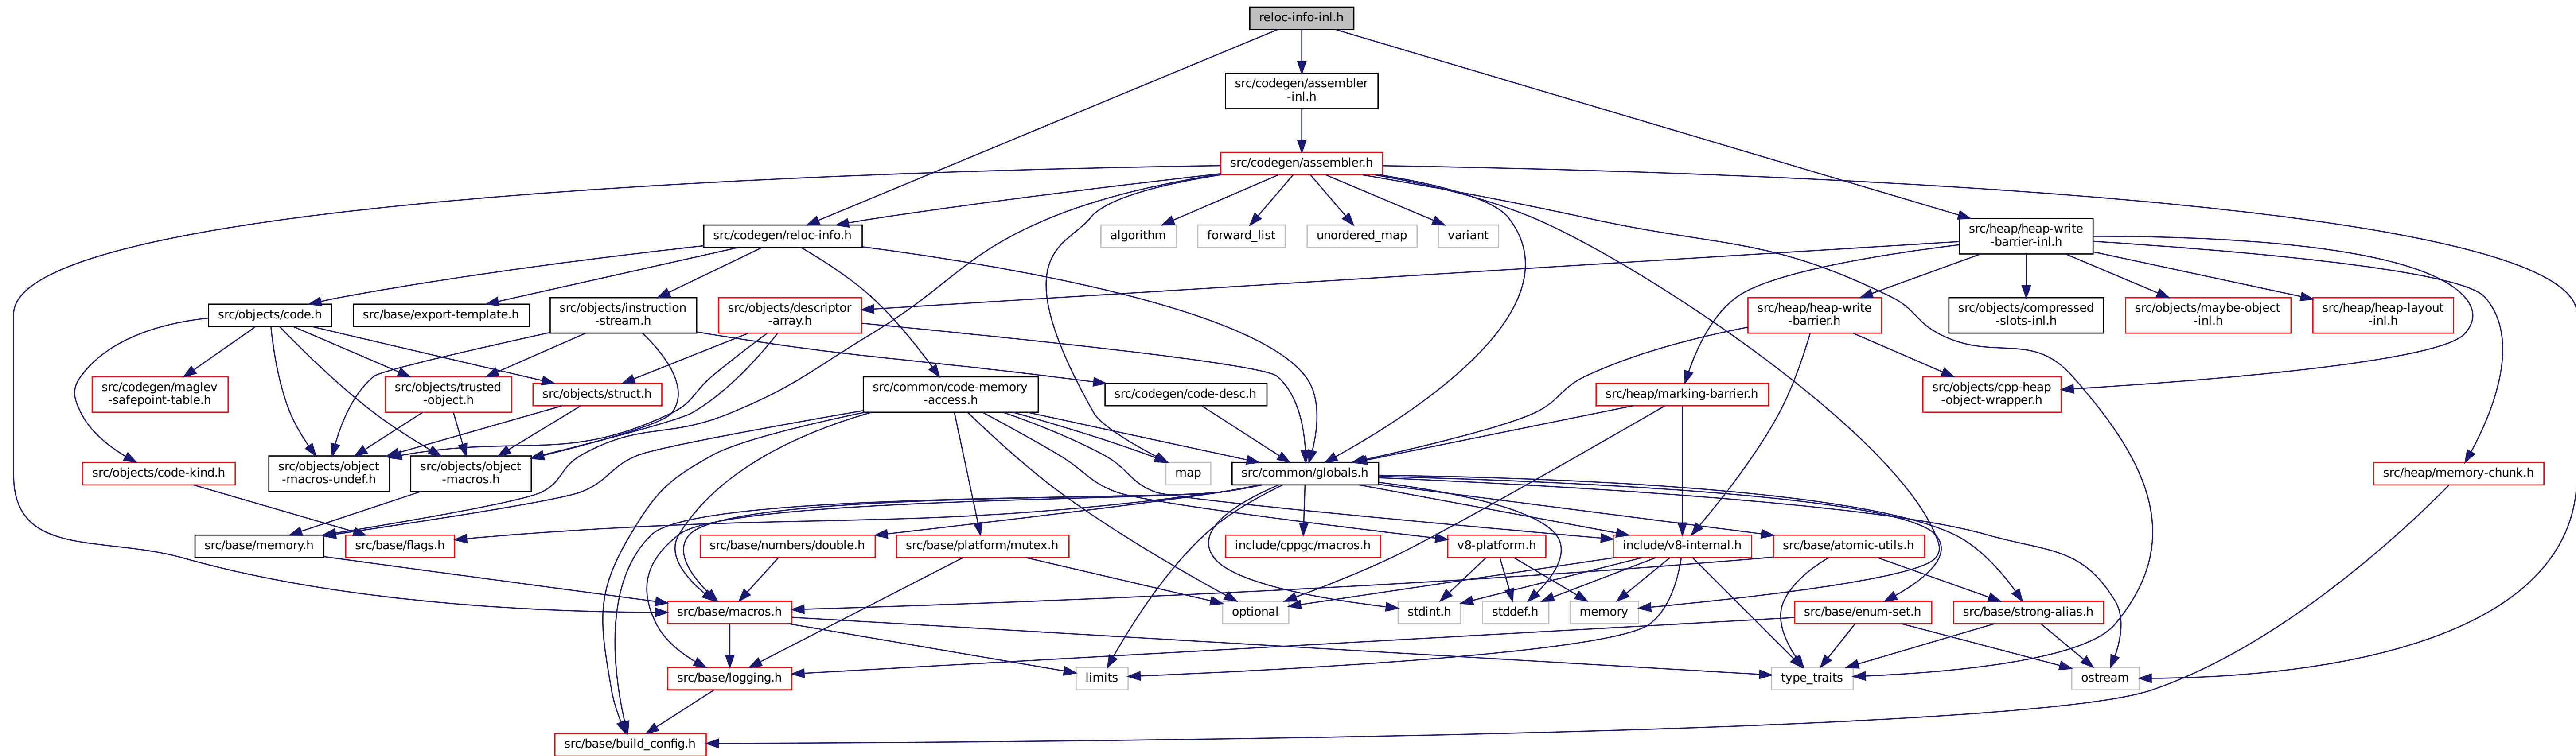 reloc-info-inl.h
src/codegen/assembler
-inl.h
src/codegen/assembler.h
src/codegen/reloc-info.h
algorithm
forward_list
unordered_map
variant
src/heap/heap-write
-barrier-inl.h
src/objects/code.h
src/base/export-template.h
src/objects/instruction
-stream.h
src/objects/descriptor
-array.h
src/heap/heap-write
-barrier.h
src/objects/compressed
-slots-inl.h
src/objects/maybe-object
-inl.h
src/heap/heap-layout
-inl.h
src/codegen/maglev
-safepoint-table.h
src/objects/trusted
-object.h
src/objects/struct.h
src/common/code-memory
-access.h
src/codegen/code-desc.h
src/heap/marking-barrier.h
src/objects/cpp-heap
-object-wrapper.h
src/objects/code-kind.h
src/objects/object
-macros-undef.h
src/objects/object
-macros.h
map
src/common/globals.h
src/heap/memory-chunk.h
src/base/memory.h
src/base/flags.h
src/base/numbers/double.h
src/base/platform/mutex.h
include/cppgc/macros.h
v8-platform.h
include/v8-internal.h
src/base/atomic-utils.h
src/base/macros.h
optional
stdint.h
stddef.h
memory
src/base/enum-set.h
src/base/strong-alias.h
src/base/logging.h
limits
type_traits
ostream
src/base/build_config.h